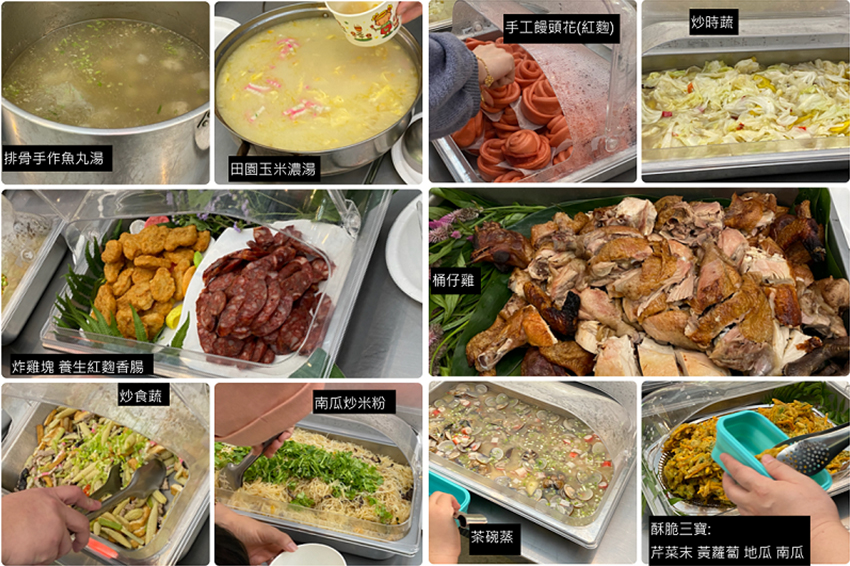 排骨手作魚丸湯
田園玉米濃湯
手工饅頭花(紅麴)
炒時蔬
炸雞塊 養生紅麴香腸
桶仔雞
炒食蔬
南瓜炒米粉
茶碗蒸
酥脆三寶:
芹菜末 黃蘿蔔 地瓜 南瓜